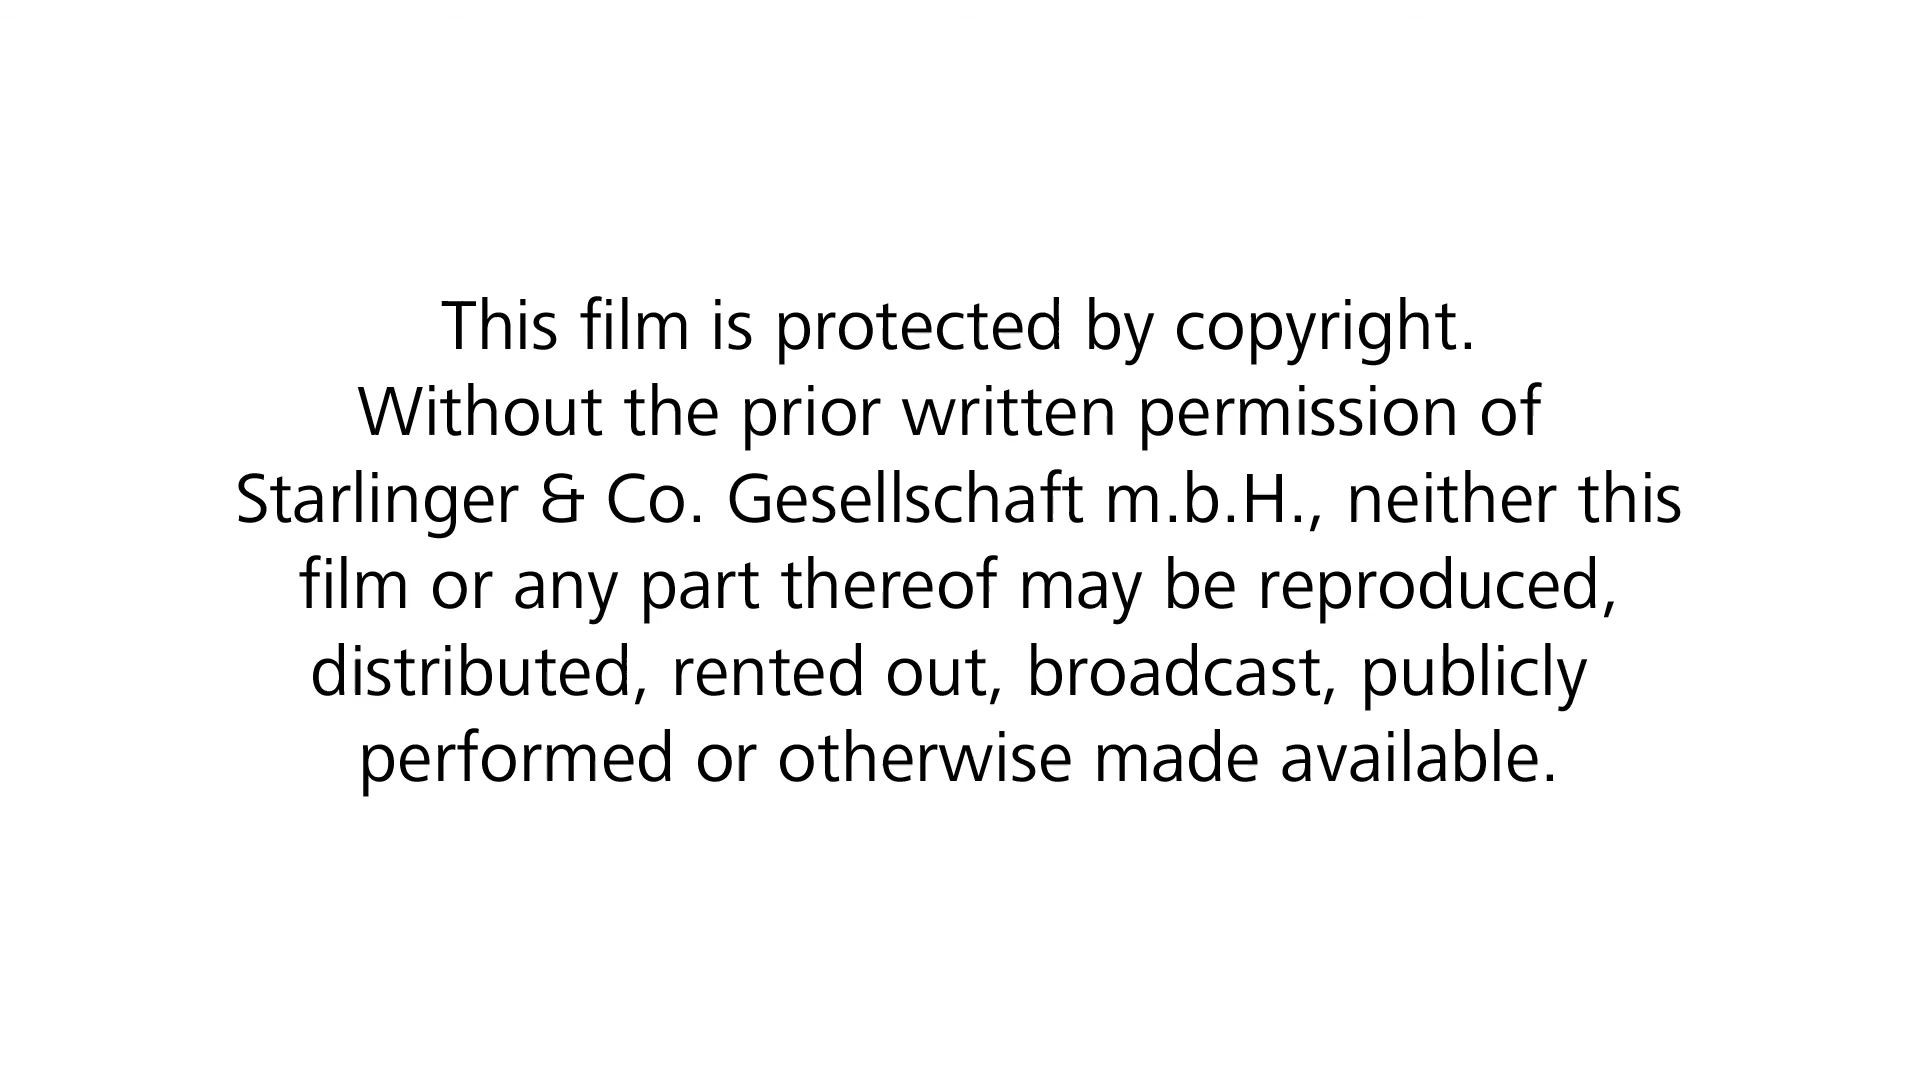 This film is protected by copyright.
Without the prior written permission of
Starlinger & Co. Gesellschaft m.b.H., neither this
film or any part thereof may be reproduced,
distributed, rented out, broadcast, publicly
performed or otherwise made available.